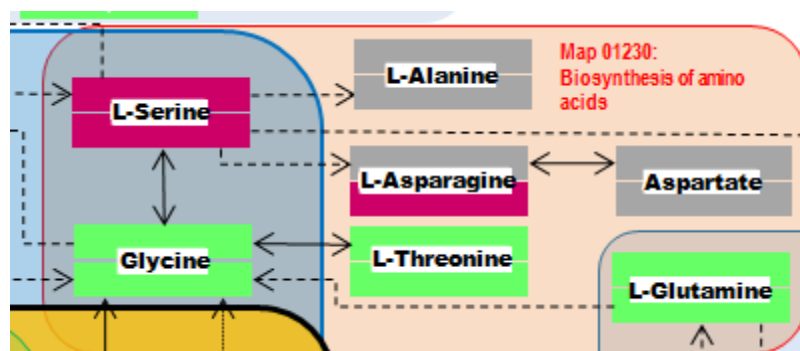 L-Alanine
Map 01230:
Biosynthesis of amino
acids
L-Serine
L-Asparagine
Aspartate
Glycine
L-Threonine
L-Glutamine